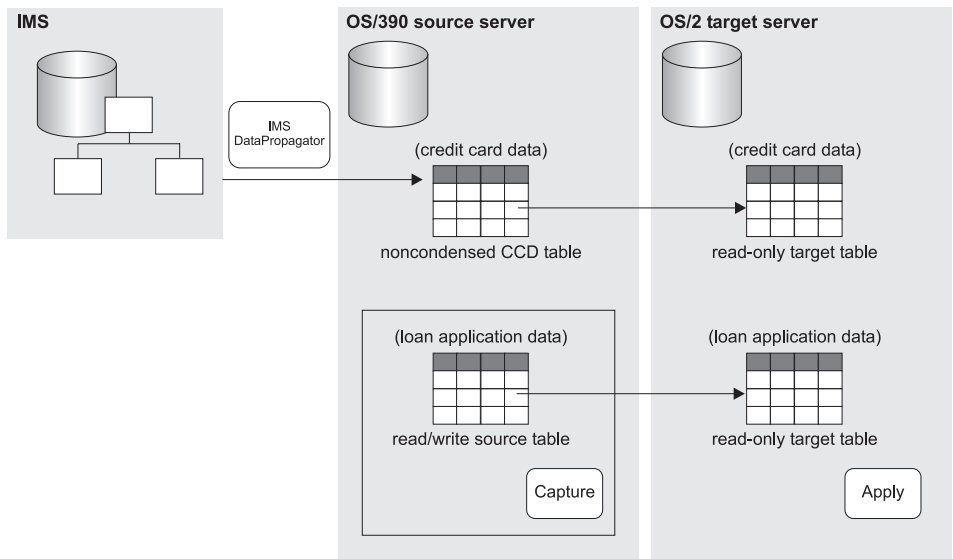 IMS
OS/390 source server
OS/2 target server
IMS
DataPropagator
(credit card data)
noncondensed CCD table
(credit card data)
read-only target table
(loan application data)
read/write source table
Capture
(loan application data)
read-only target table
Apply